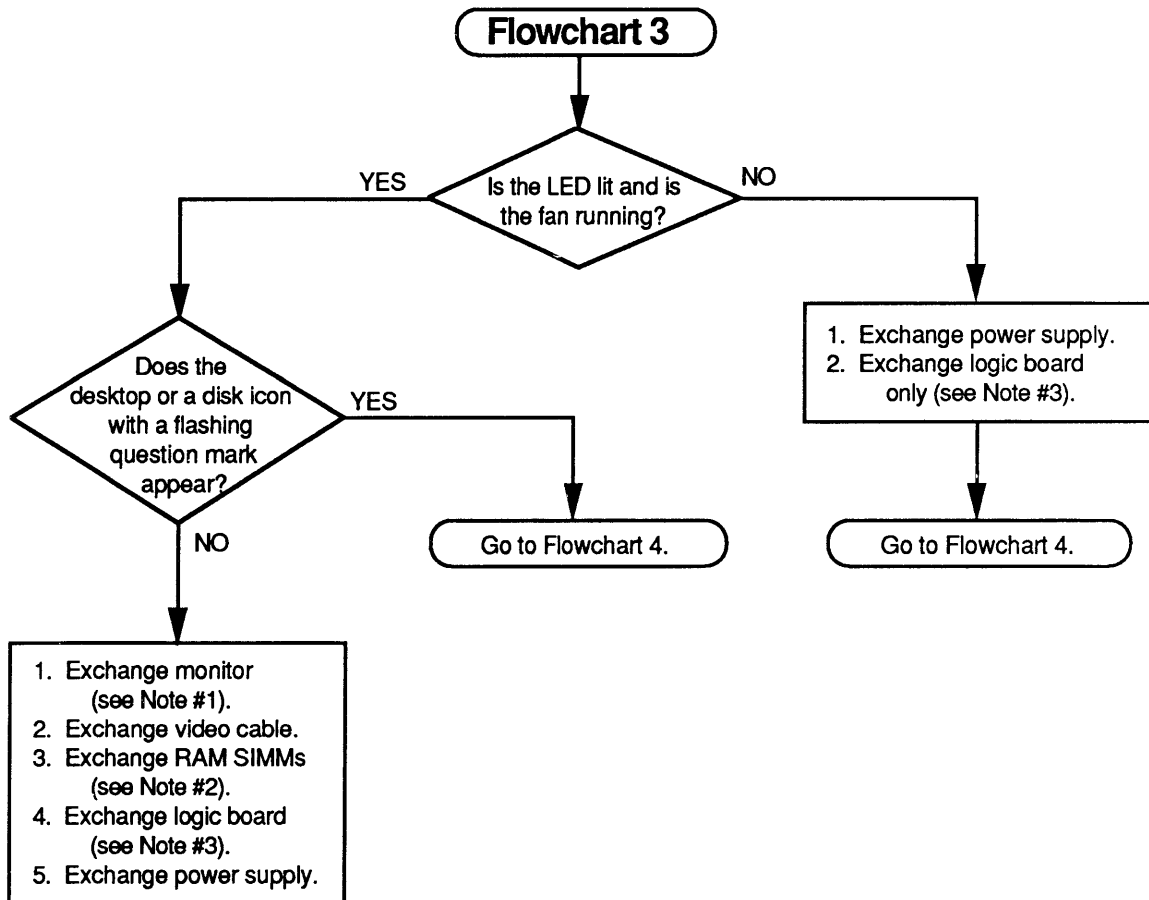 Flowchart 3
Is the LED lit and is
the fan running?
YES
NO
Does the
desktop or a disk icon
with a flashing
question mark
appear?
YES
NO
1. Exchange power supply.
2. Exchange logic board
only (see Note #3).
Go to Flowchart 4.
Go to Flowchart 4.
1. Exchange monitor
(see Note #1).
2. Exchange video cable.
3. Exchange RAM SIMMs
(see Note #2).
4. Exchange logic board
(see Note #3).
5. Exchange power supply.